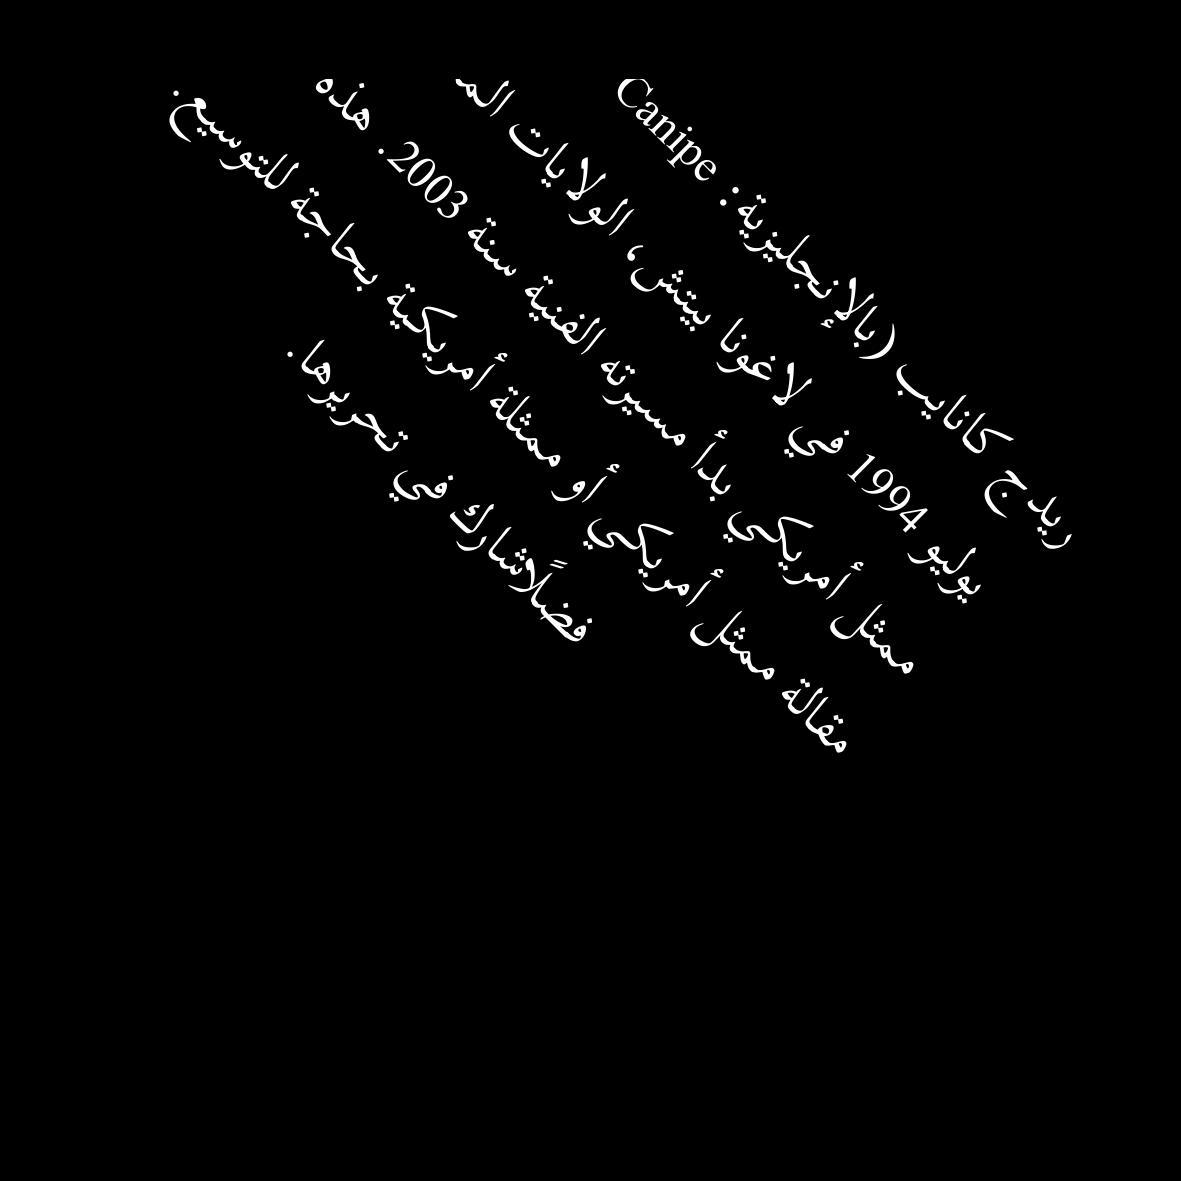 ريدج كانايب (بالإنجليزية: Canipe
يوليو 1994 في لاغونا بيتش، الولايات
ممثل أمريكي بدأ مسيرته الفنية سنة 2003. هذه
مقالة ممثل أمريكي أو ممثلة أمريكية بحاجة للتوسيع.
فضلًاشارك في تحريرها.